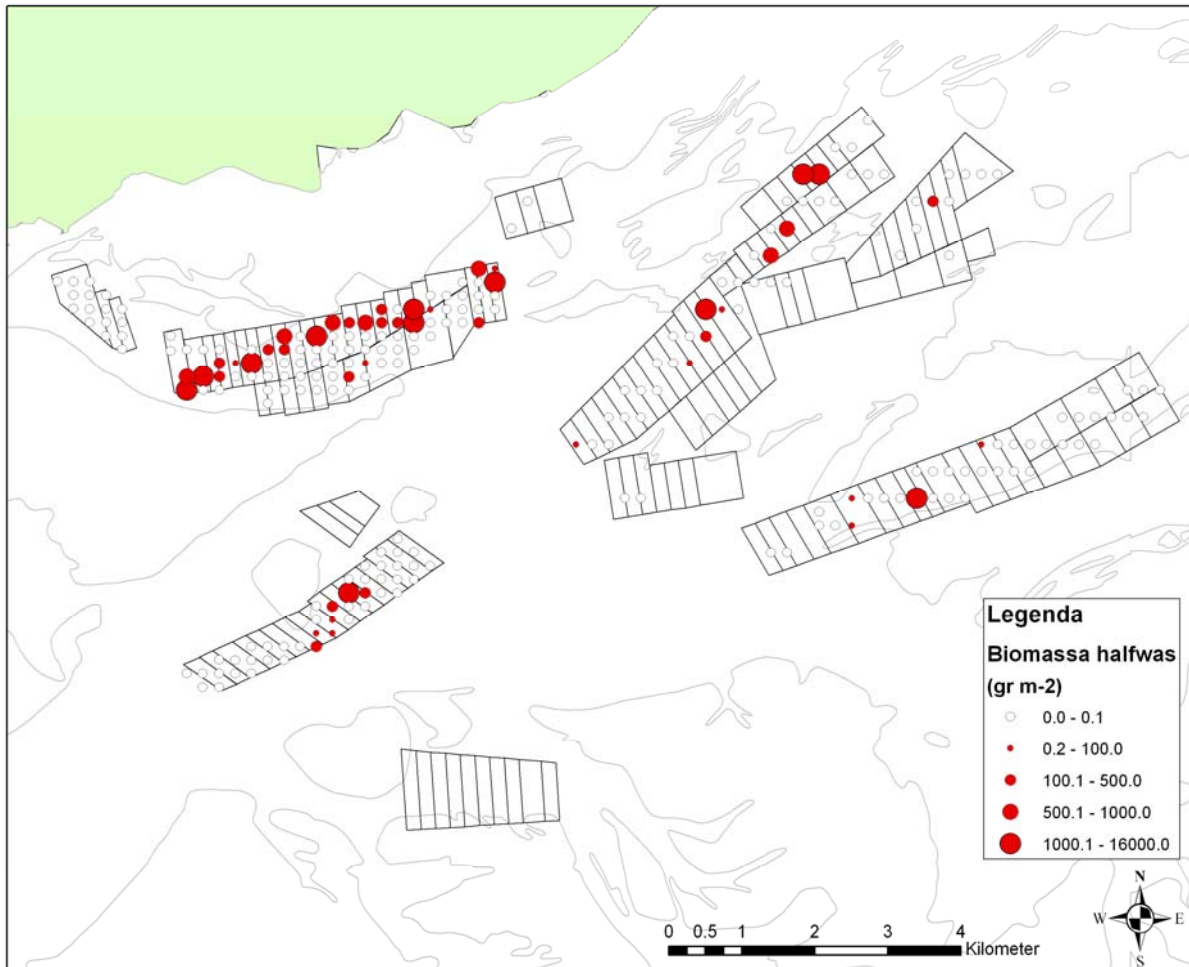 Legenda
Biomassa halfwas
(gr m-2)
0.0 - 0.1
0.2 - 100.0
100.1 - 500.0
500.1 - 1000.0
1000.1 - 16000.0
N
W E
S
0 0.5 1 2 3 4
Kilometer